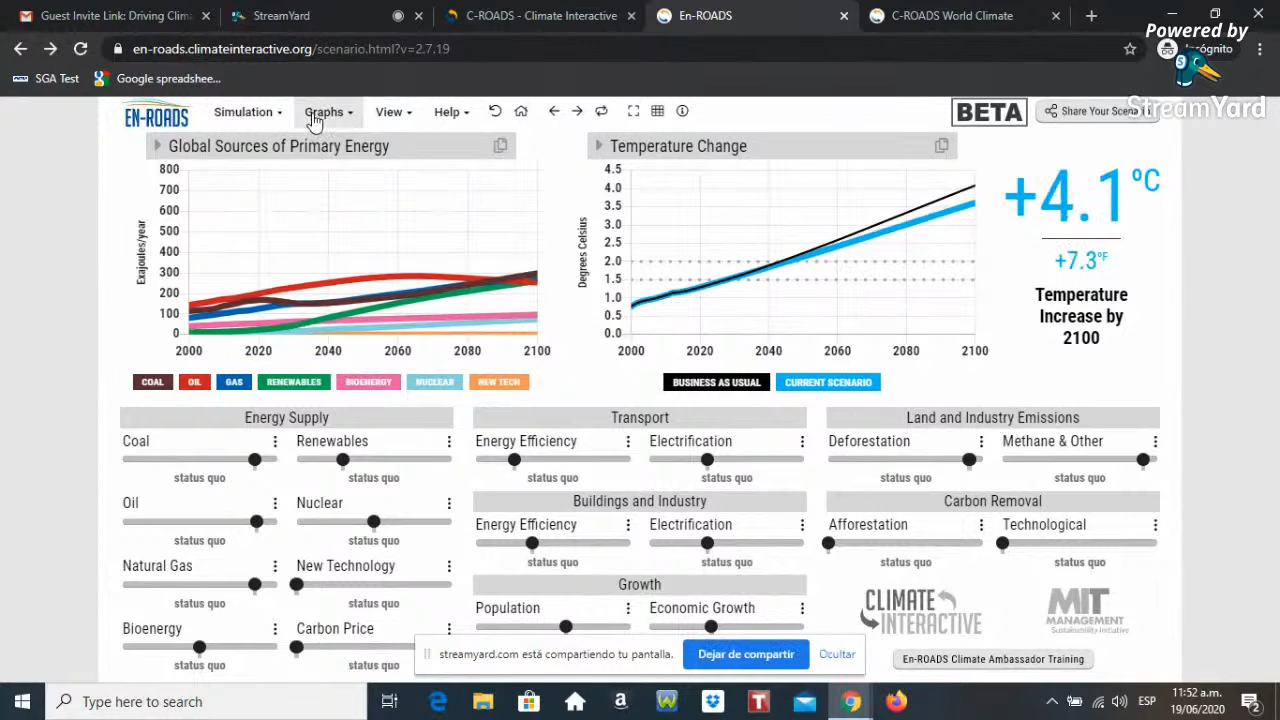 Guest Invite Link: Driving Clima
StreamYard
C-ROADS - Climate Interactive
En-ROADS
C-ROADS World Climate
Powered by
en-roads.climateinteractive.org/scenario.html?v=2.7.19
Incógnito
SGA Test
Google spreadshee...
StreamYard
EN-ROADS
Simulation
Graphs
View
Help
BETA
Share Your Scenario
Global Sources of Primary Energy
Temperature Change
800
700
600
500
400
300
200
100
0
Exajoules/year
2000
2020
2040
2060
2080
2100
4.5
4.0
3.5
3.0
2.5
2.0
1.5
1.0
0.5
0.0
Degrees Celsius
2000
2020
2040
2060
2080
2100
+4.1ºC
+7.3ºF
Temperature
Increase by
2100
COAL OIL GAS RENEWABLES BIOENERGY NUCLEAR NEW TECH
BUSINESS AS USUAL CURRENT SCENARIO
Energy Supply
Coal
status quo
Renewables
status quo
Oil
status quo
Nuclear
status quo
Natural Gas
status quo
New Technology
status quo
Bioenergy
status quo
Carbon Price
status quo
Transport
Energy Efficiency
status quo
Electrification
status quo
Buildings and Industry
Energy Efficiency
status quo
Electrification
status quo
Growth
Population
Economic Growth
Land and Industry Emissions
Deforestation
status quo
Methane & Other
status quo
Carbon Removal
Afforestation
status quo
Technological
status quo
CLIMATE
INTERACTIVE
MIT
MANAGEMENT
Sustainability Initiative
En-ROADS Climate Ambassador Training
streamyard.com está compartiendo tu pantalla.
Dejar de compartir
Ocultar
Type here to search
ESP
11:52 a.m.
19/06/2020
2